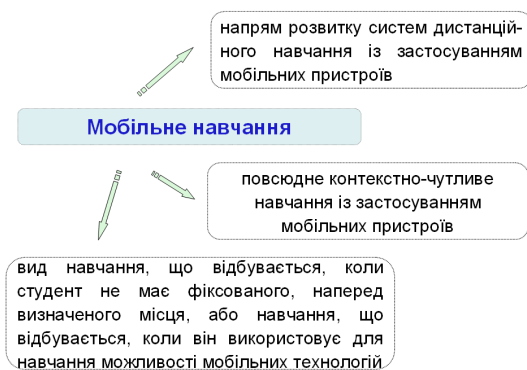 напрям розвитку систем дистанцій-
ного навчання із застосуванням
мобільних пристроїв
Мобільне навчання
повсюдне контекстно-чутливе
навчання із застосуванням
мобільних пристроїв
вид навчання, що відбувається, коли
студент не має фіксованого, наперед
визначеного місця, або навчання, що
відбувається, коли він використовує для
навчання можливості мобільних технологій